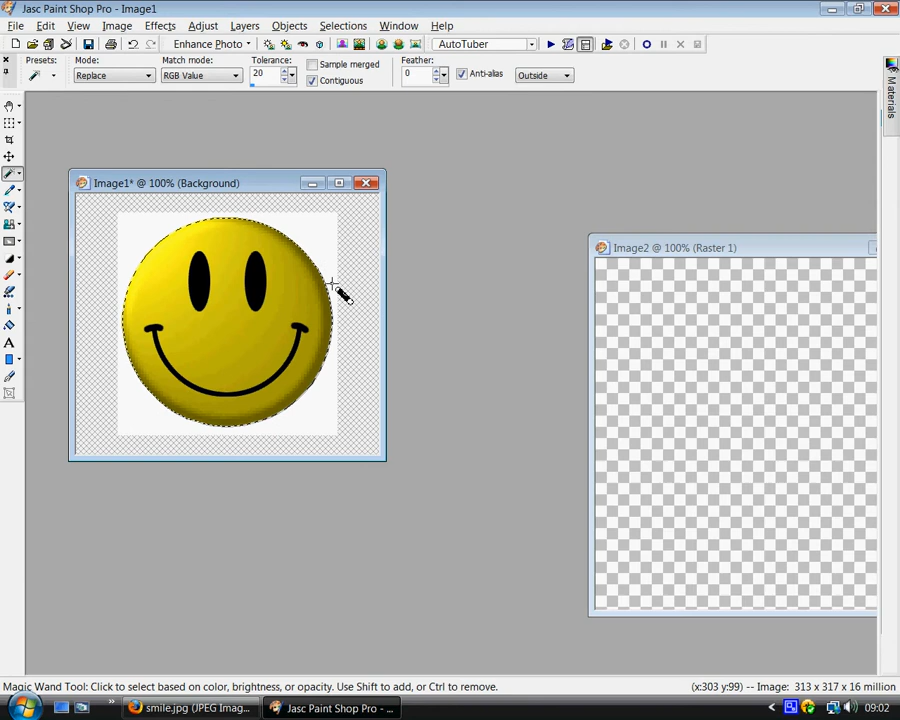 Jasc Paint Shop Pro - Image1
File Edit View Image Effects Adjust Layers Objects Selections Window Help
Enhance Photo AutoTuber
Presets: Mode: Match mode: Tolerance: Sample merged Feather:
Replace RGB Value 20 Contiguous 0 Anti-alias Outside
Materials
Image1* @ 100% (Background)
Image2 @ 100% (Raster 1)
A
Magic Wand Tool: Click to select based on color, brightness, or opacity. Use Shift to add, or Ctrl to remove.
(x:303 y:99) -- Image: 313 x 317 x 16 million
smile.jpg (JPEG Imag...
Jasc Paint Shop Pro - ...
09:02